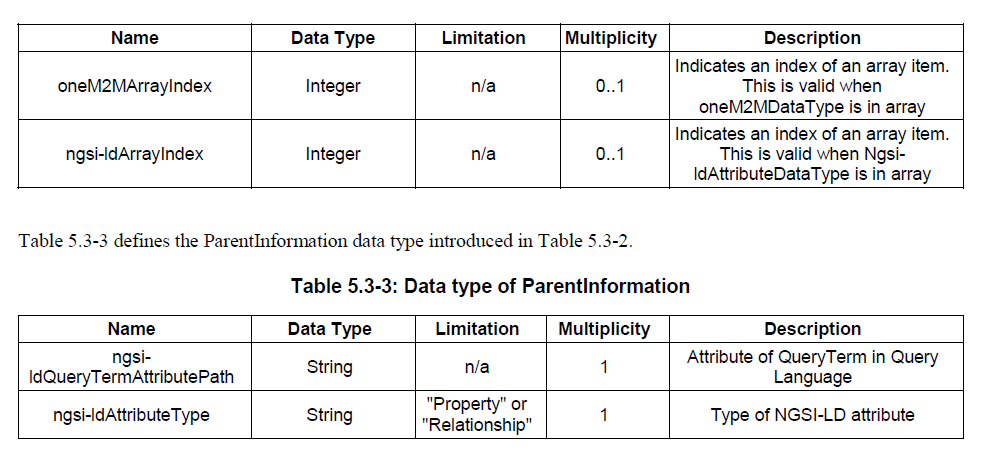 Name Data Type Limitation Multiplicity Description
oneM2MArrayIndex Integer n/a 0..1 Indicates an index of an array item.
This is valid when
oneM2MDataType is in array
ngsi-ldArrayIndex Integer n/a 0..1 Indicates an index of an array item.
This is valid when Ngsi-
ldAttributeDataType is in array
Table 5.3-3 defines the ParentInformation data type introduced in Table 5.3-2.
Table 5.3-3: Data type of ParentInformation
Name Data Type Limitation Multiplicity Description
ngsi-
ldQueryTermAttributePath String n/a 1 Attribute of QueryTerm in Query
Language
ngsi-ldAttributeType String "Property" or
"Relationship" 1 Type of NGSI-LD attribute